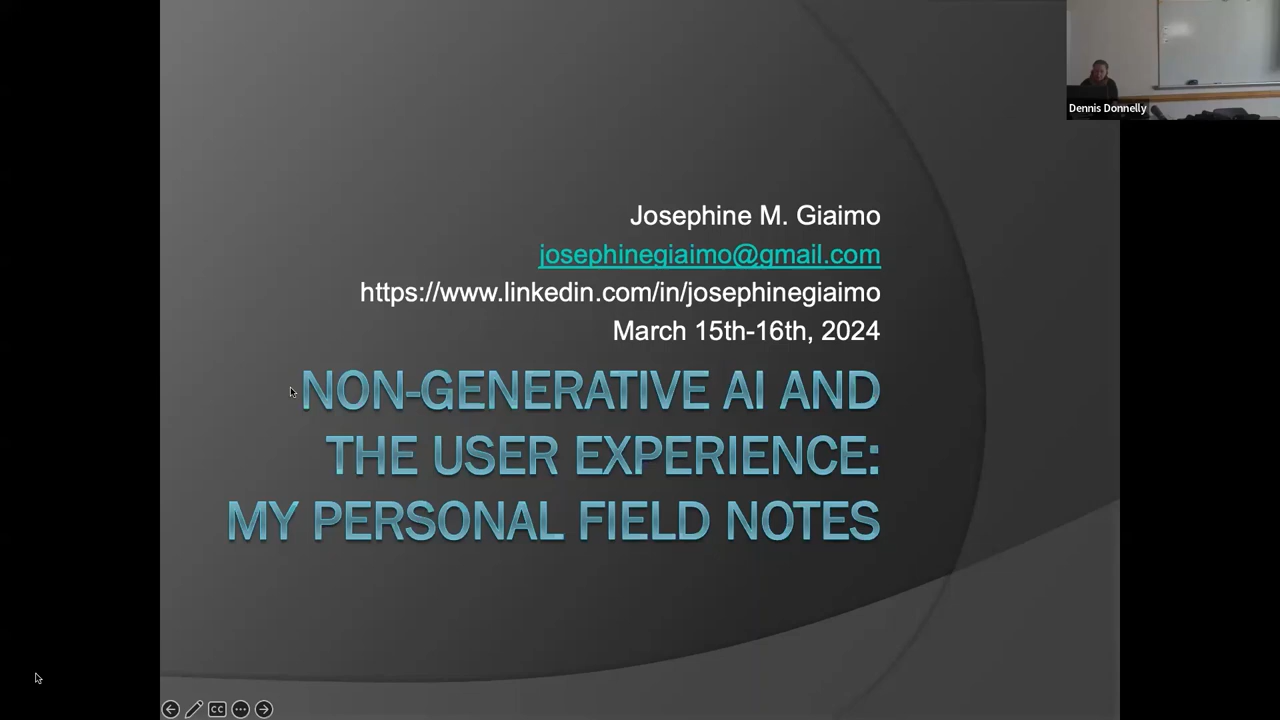 Dennis Donnelly
Josephine M. Giaimo
josephinegiaimo@gmail.com
https://www.linkedin.com/in/josephinegiaimo
March 15th-16th, 2024
NON-GENERATIVE AI AND
THE USER EXPERIENCE:
MY PERSONAL FIELD NOTES
CC